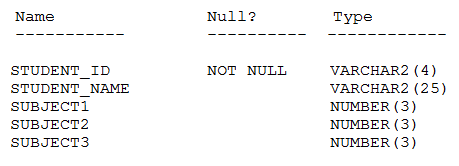 Name Null? Type
----------- ---------- ------------
STUDENT_ID NOT NULL VARCHAR2(4)
STUDENT_NAME VARCHAR2(25)
SUBJECT1 NUMBER(3)
SUBJECT2 NUMBER(3)
SUBJECT3 NUMBER(3)